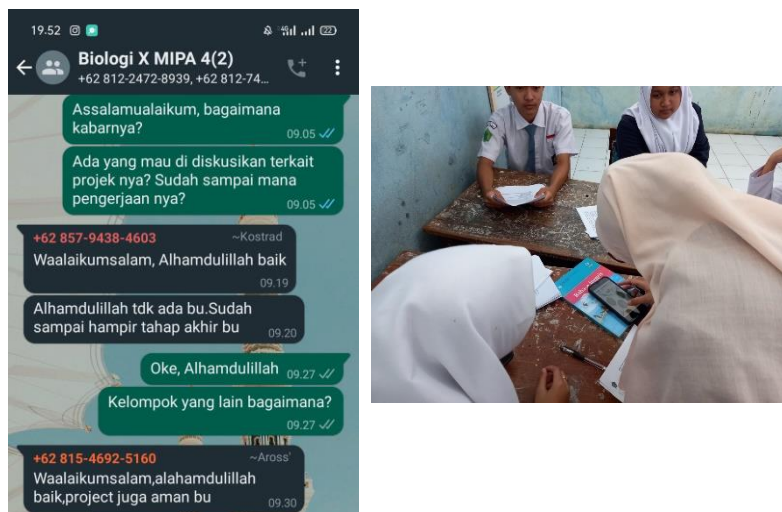 19.52
22
Biologi X MIPA 4(2)
+62 812-2472-8939, +62 812-74...
Assalamualaikum, bagaimana
kabarnya?
09.05
Ada yang mau di diskusikan terkait
projek nya? Sudah sampai mana
pengerjaan nya?
09.05
+62 857-9438-4603 ~Kostrad
Waalaikumsalam, Alhamdulillah baik
09.19
Alhamdulillah tdk ada bu.Sudah
sampai hampir tahap akhir bu
09.20
Oke, Alhamdulillah 09.27
Kelompok yang lain bagaimana?
09.27
+62 815-4692-5160 ~Aross'
Waalaikumsalam,alahamdulillah
baik,project juga aman bu
09.30